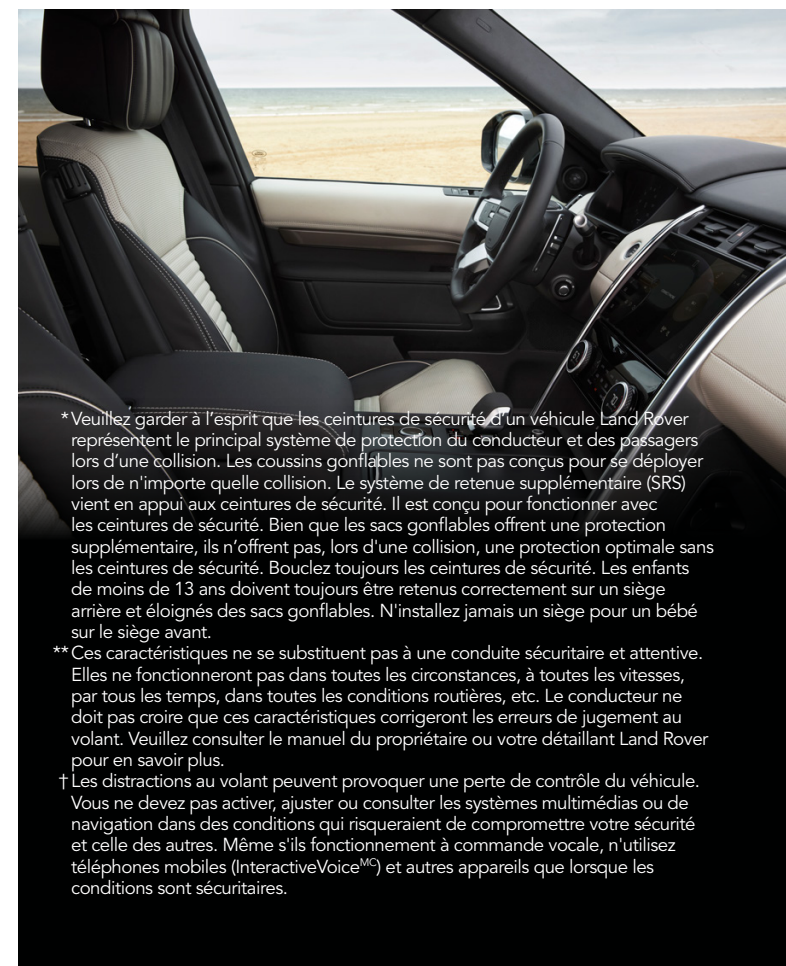 * Veuillez garder à l’esprit que les ceintures de sécurité d’un véhicule Land Rover
représentent le principal système de protection du conducteur et des passagers
lors d’une collision. Les coussins gonflables ne sont pas conçus pour se déployer
lors de n'importe quelle collision. Le système de retenue supplémentaire (SRS)
vient en appui aux ceintures de sécurité. Il est conçu pour fonctionner avec
les ceintures de sécurité. Bien que les sacs gonflables offrent une protection
supplémentaire, ils n’offrent pas, lors d'une collision, une protection optimale sans
les ceintures de sécurité. Bouclez toujours les ceintures de sécurité. Les enfants
de moins de 13 ans doivent toujours être retenus correctement sur un siège
arrière et éloignés des sacs gonflables. N'installez jamais un siège pour un bébé
sur le siège avant.
** Ces caractéristiques ne se substituent pas à une conduite sécuritaire et attentive.
Elles ne fonctionneront pas dans toutes les circonstances, à toutes les vitesses,
par tous les temps, dans toutes les conditions routières, etc. Le conducteur ne
doit pas croire que ces caractéristiques corrigeront les erreurs de jugement au
volant. Veuillez consulter le manuel du propriétaire ou votre détaillant Land Rover
pour en savoir plus.
† Les distractions au volant peuvent provoquer une perte de contrôle du véhicule.
Vous ne devez pas activer, ajuster ou consulter les systèmes multimédias ou de
navigation dans des conditions qui risqueraient de compromettre votre sécurité
et celle des autres. Même s'ils fonctionnement à commande vocale, n'utilisez
téléphones mobiles (InteractiveVoiceᴹᶜ) et autres appareils que lorsque les
conditions sont sécuritaires.